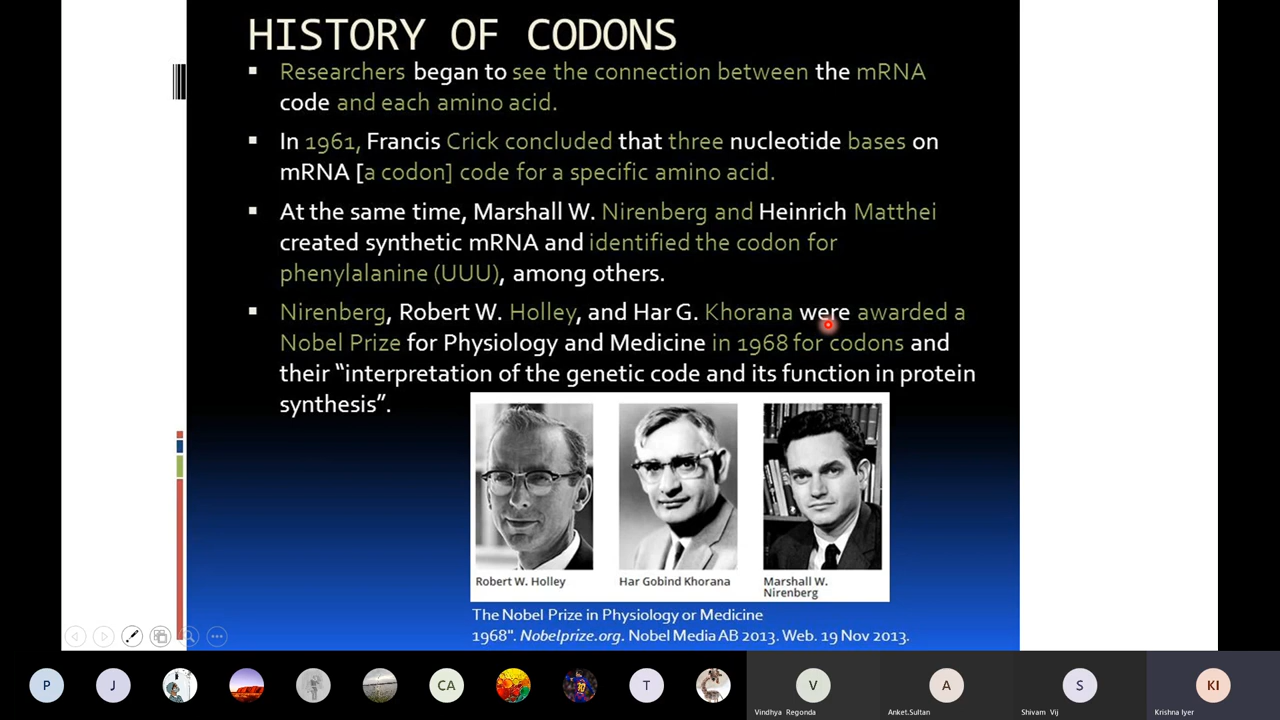 HISTORY OF CODONS
▪ Researchers began to see the connection between the mRNA
code and each amino acid.
▪ In 1961, Francis Crick concluded that three nucleotide bases on
mRNA [a codon] code for a specific amino acid.
▪ At the same time, Marshall W. Nirenberg and Heinrich Matthei
created synthetic mRNA and identified the codon for
phenylalanine (UUU), among others.
▪ Nirenberg, Robert W. Holley, and Har G. Khorana were awarded a
Nobel Prize for Physiology and Medicine in 1968 for codons and
their “interpretation of the genetic code and its function in protein
synthesis”.
Robert W. Holley
Har Gobind Khorana
Marshall W.
Nirenberg
The Nobel Prize in Physiology or Medicine
1968". Nobelprize.org. Nobel Media AB 2013. Web. 19 Nov 2013.
P
J
CA
T
V
A
S
KI
Vindhya Regonda
Anket.Sultan
Shivam Vij
Krishna Iyer